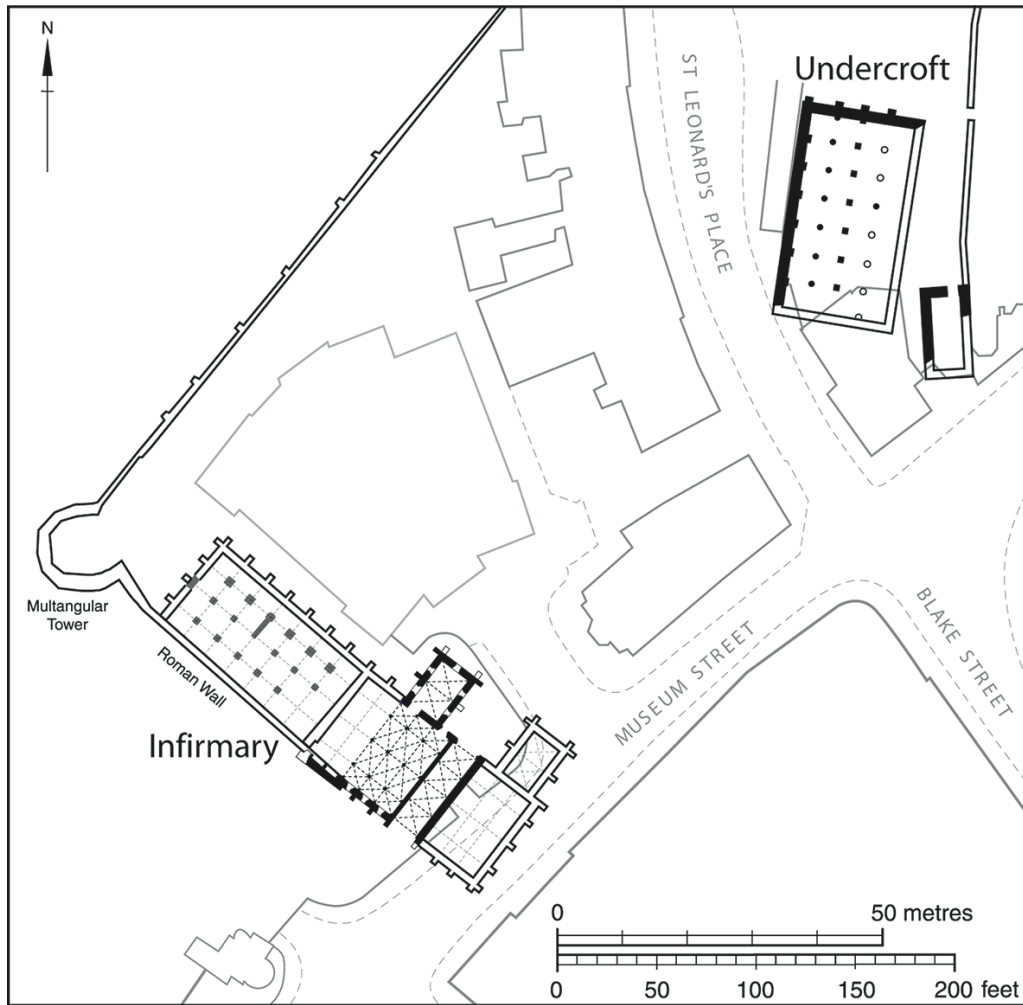 N
Undercroft
ST LEONARD'S PLACE
Multangular
Tower
Roman Wall
Infirmary
MUSEUM STREET
BLAKE STREET
0 50 metres
0 50 100 150 200 feet